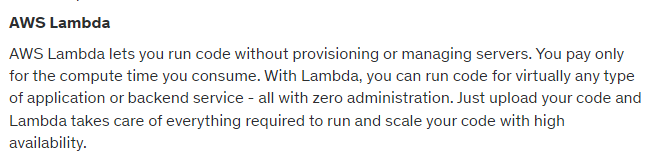 AWS Lambda
AWS Lambda lets you run code without provisioning or managing servers. You pay only
for the compute time you consume. With Lambda, you can run code for virtually any type
of application or backend service - all with zero administration. Just upload your code and
Lambda takes care of everything required to run and scale your code with high
availability.